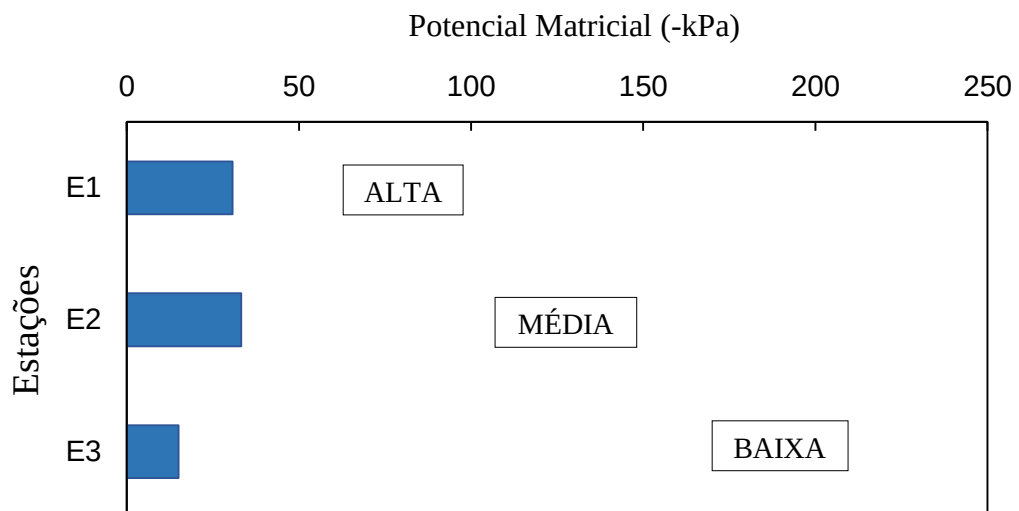 Potencial Matricial (-kPa)
0 50 100 150 200 250
E1 ALTA
Estações
E2 MÉDIA
E3 BAIXA